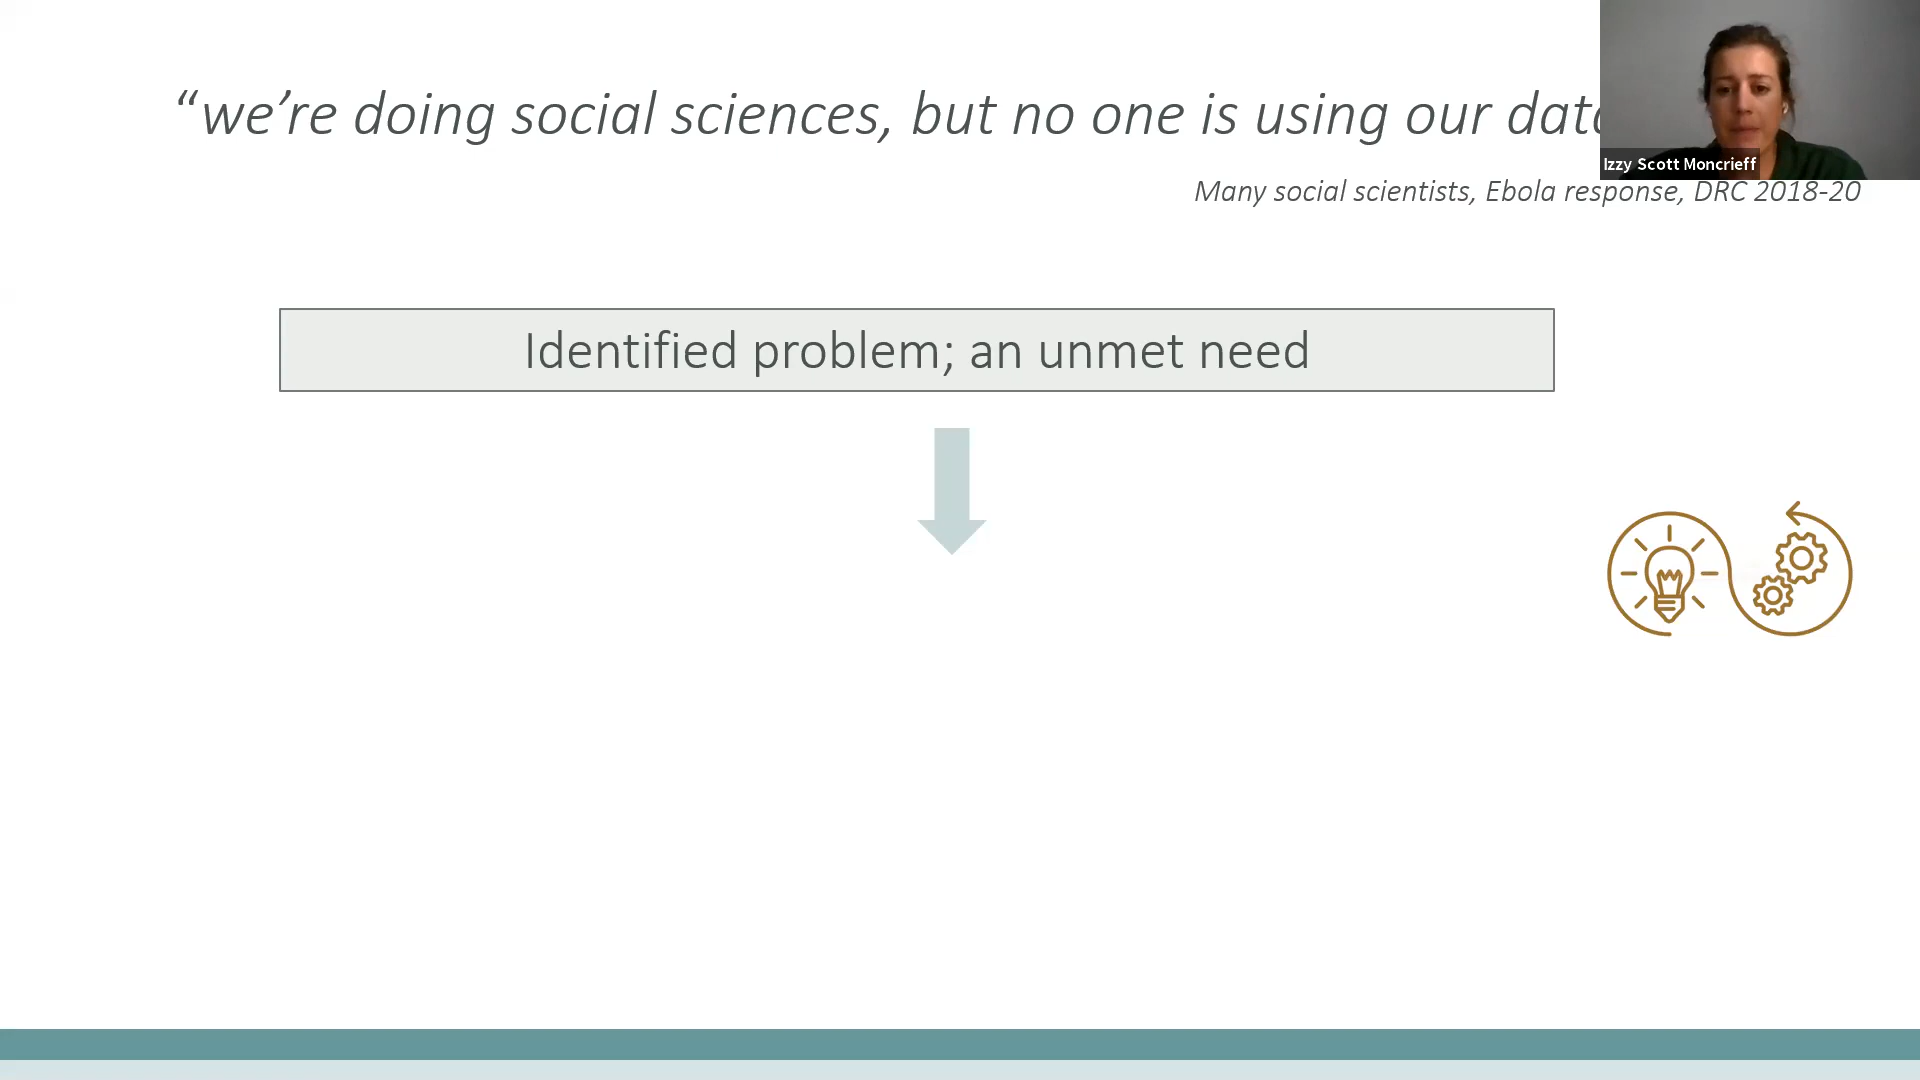 “we’re doing social sciences, but no one is using our
Izzy Scott Moncrieff
Many social scientists, Ebola response, DRC 2018-20
Identified problem; an unmet need